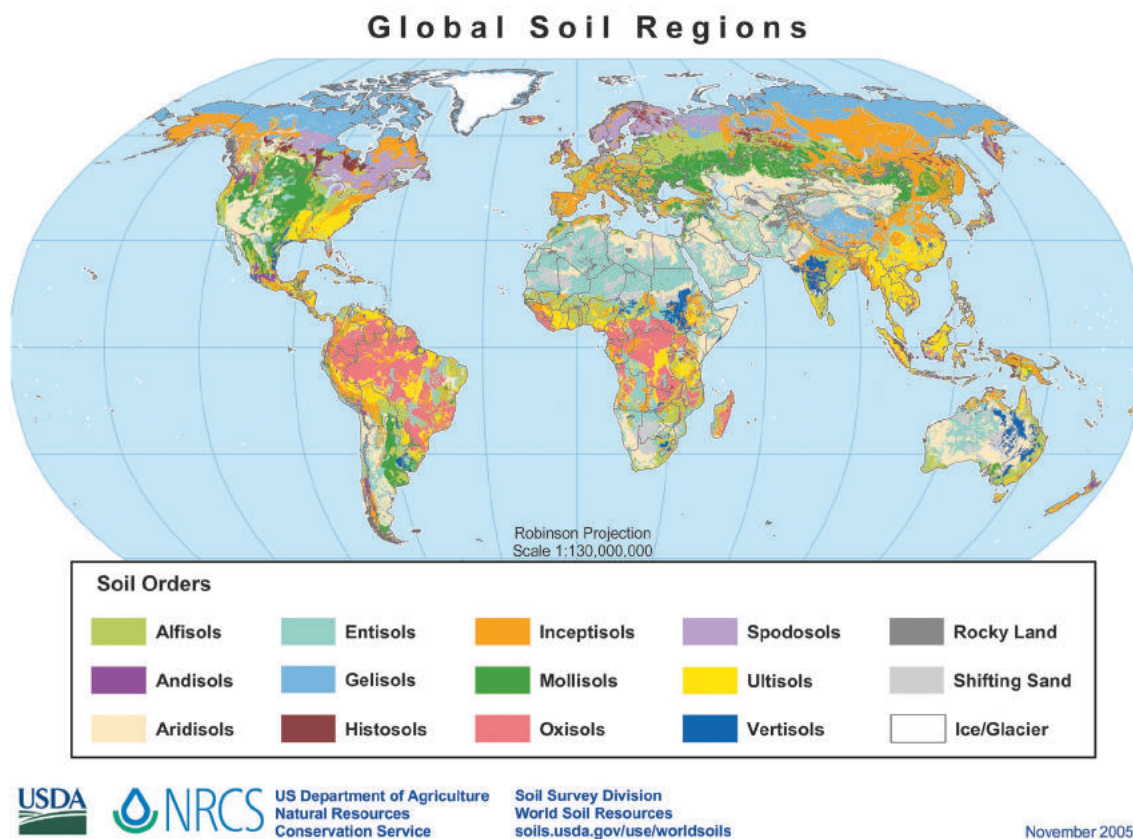 Global Soil Regions
Robinson Projection
Scale 1:130,000,000
Soil Orders
Alfisols
Entisols
Inceptisols
Spodosols
Rocky Land
Andisols
Gelisols
Mollisols
Ultisols
Shifting Sand
Aridisols
Histosols
Oxisols
Vertisols
Ice/Glacier
USDA
NRCS
US Department of Agriculture
Natural Resources
Conservation Service
Soil Survey Division
World Soil Resources
soils.usda.gov/use/worldsoils
November 2005